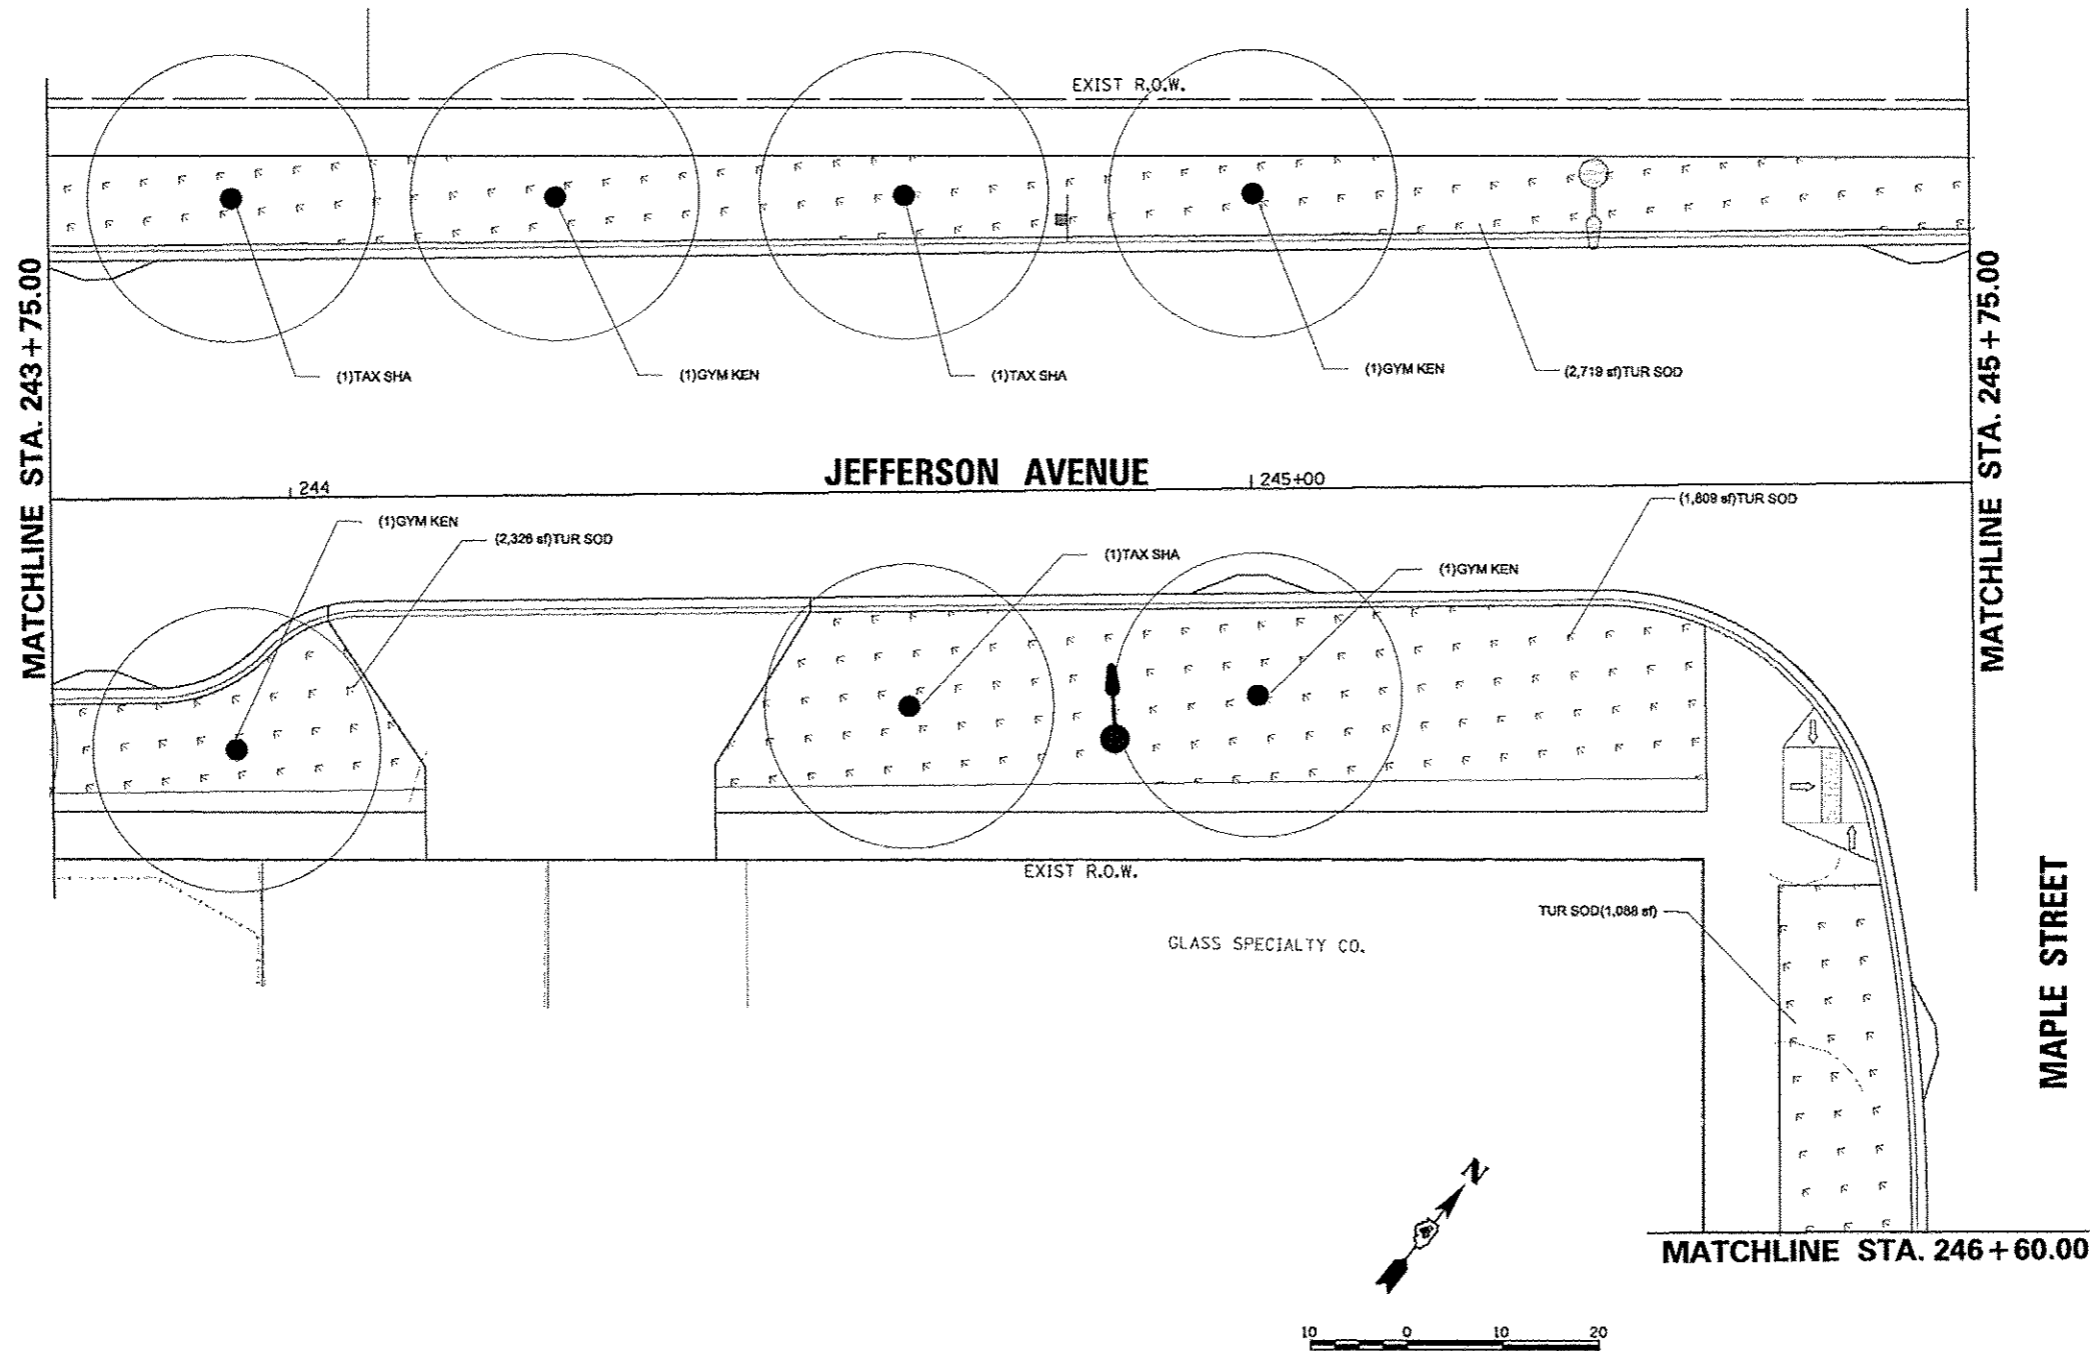 EXIST R.O.W.
(1)TAX SHA
(1)GYM KEN
(1)TAX SHA
(1)GYM KEN
(2,719 sf)TUR SOD
MATCHLINE STA. 243+75.00
MATCHLINE STA. 245+75.00
JEFFERSON AVENUE
244
245+00
(1)GYM KEN
(2,326 sf)TUR SOD
(1)TAX SHA
(1)GYM KEN
(1,809 sf)TUR SOD
EXIST R.O.W.
GLASS SPECIALTY CO.
TUR SOD(1,088 sf)
MAPLE STREET
N
MATCHLINE STA. 246+60.00
10 0 10 20